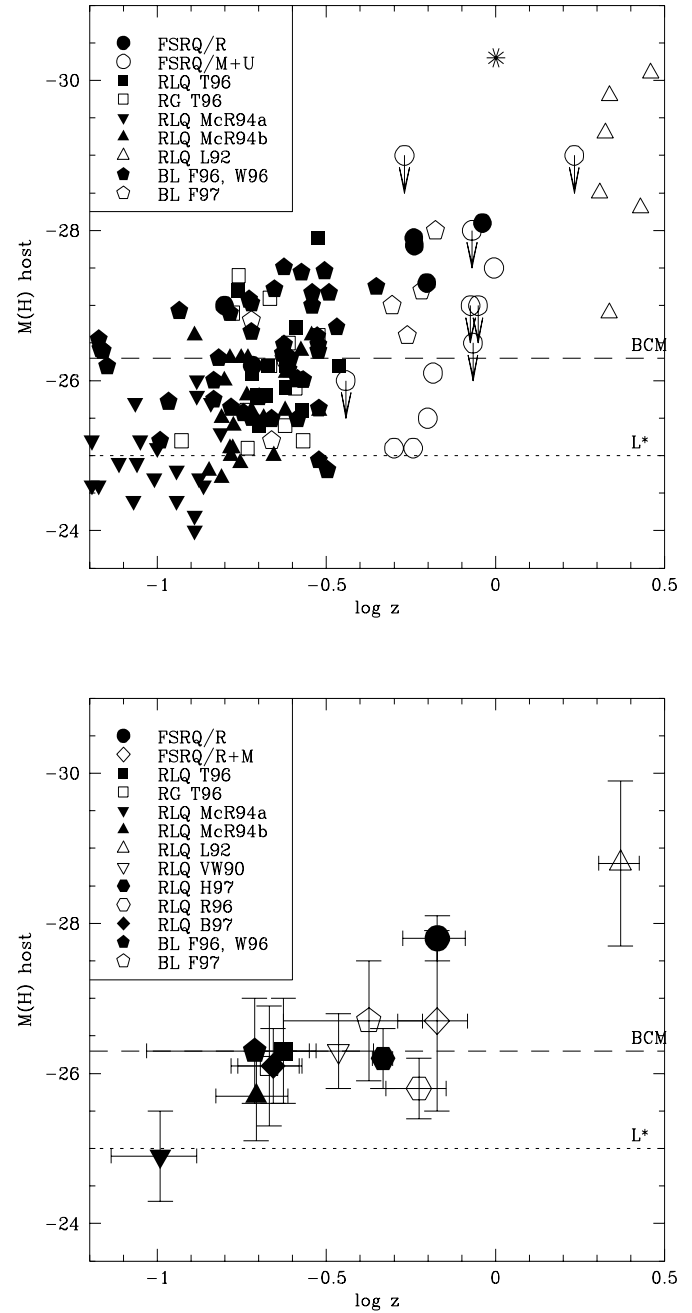 -30
-28
-26
-24
M(H) host
FSRQ/R
FSRQ/M+U
RLQ T96
RG T96
RLQ McR94a
RLQ McR94b
RLQ L92
BL F96, W96
BL F97
BCM
L*
-1
-0.5
0
0.5
log z
-30
-28
-26
-24
M(H) host
FSRQ/R
FSRQ/R+M
RLQ T96
RG T96
RLQ McR94a
RLQ McR94b
RLQ L92
RLQ VW90
RLQ H97
RLQ R96
RLQ B97
BL F96, W96
BL F97
BCM
L*
-1
-0.5
0
0.5
log z